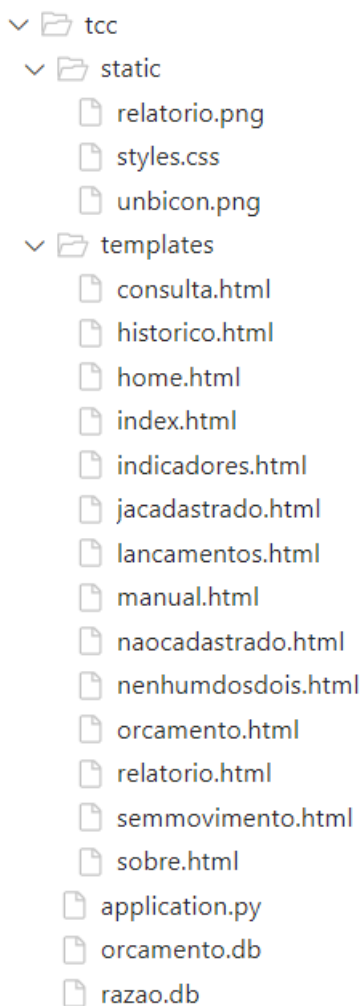 tcc
static
relatorio.png
styles.css
unbicon.png
templates
consulta.html
historico.html
home.html
index.html
indicadores.html
jacadastrado.html
lancamentos.html
manual.html
naocadastrado.html
nenhumdosdois.html
orcamento.html
relatorio.html
semmovimento.html
sobre.html
application.py
orcamento.db
razao.db